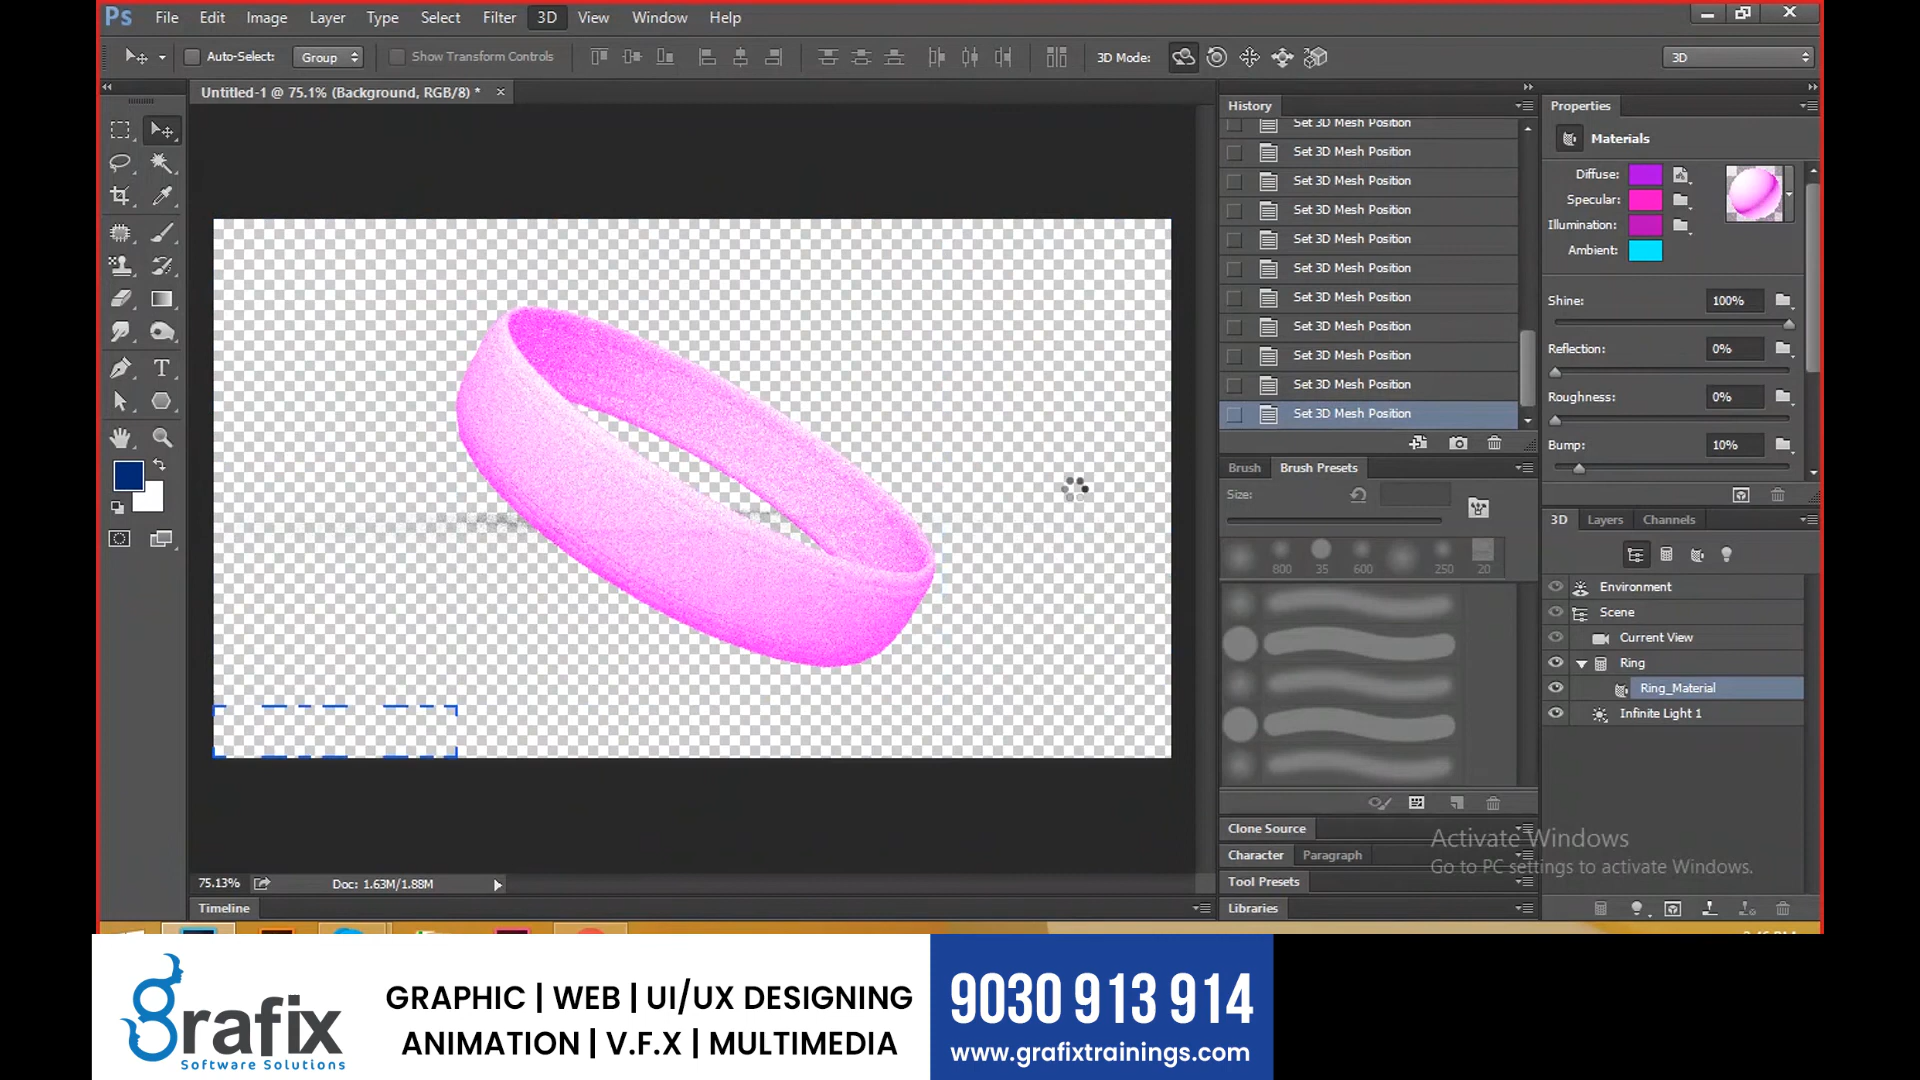 Ps File Edit Image Layer Type Select Filter 3D View Window Help
Auto-Select: Group Show Transform Controls 3D Mode: 3D
Untitled-1 @ 75.1% (Background, RGB/8) *
History
Set 3D Mesh Position
Set 3D Mesh Position
Set 3D Mesh Position
Set 3D Mesh Position
Set 3D Mesh Position
Set 3D Mesh Position
Set 3D Mesh Position
Set 3D Mesh Position
Set 3D Mesh Position
Set 3D Mesh Position
Set 3D Mesh Position
Brush Brush Presets
Size:
800 35 600 250 20
Clone Source
Character Paragraph
Tool Presets
Libraries
Properties
Materials
Diffuse:
Specular:
Illumination:
Ambient:
Shine: 100%
Reflection: 0%
Roughness: 0%
Bump: 10%
3D Layers Channels
Environment
Scene
Current View
Ring
Ring_Material
Infinite Light 1
Activate Windows
Go to PC settings to activate Windows.
75.13% Doc: 1.63M/1.88M
Timeline
grafix
Software Solutions
GRAPHIC | WEB | UI/UX DESIGNING
ANIMATION | V.F.X | MULTIMEDIA
9030 913 914
www.grafixtrainings.com